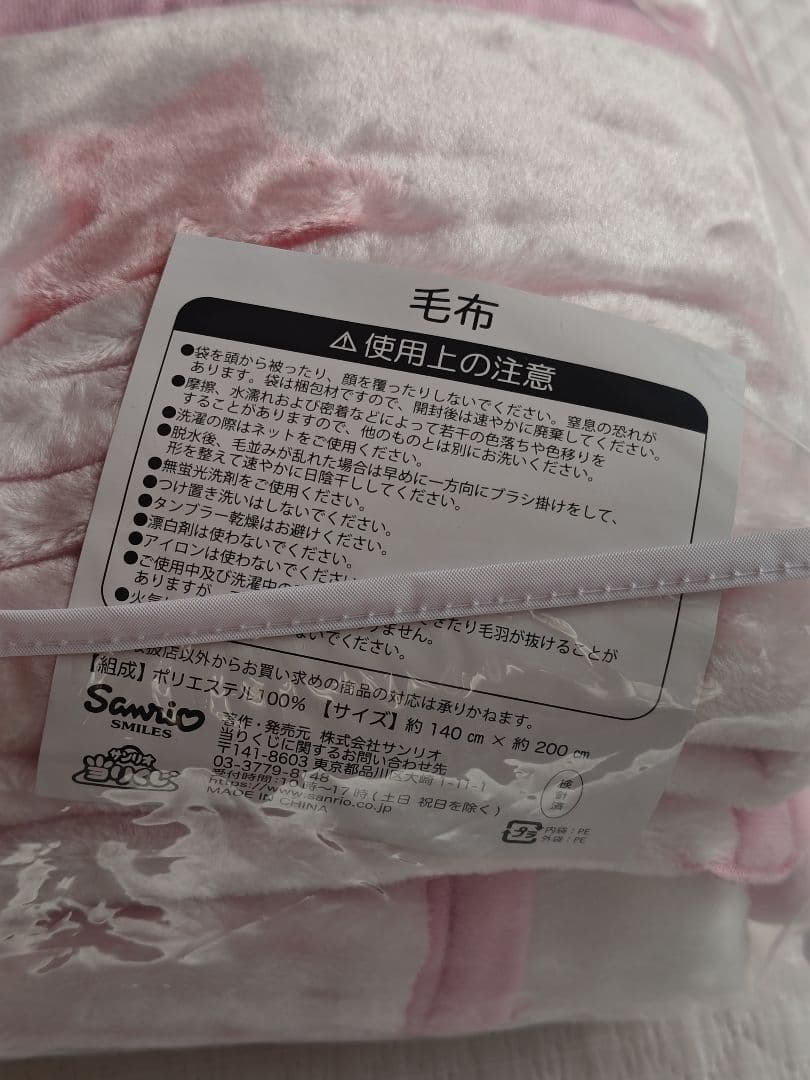 毛布
⚠使用上の注意
●袋を頭から被ったり、顔を覆ったりしないでください。窒息の恐れが
あります。袋は梱包材ですので、開封後は速やかに廃棄してください。
●摩擦、水濡れおよび密着などによって若干の色落ちや色移りを
することがありますので、他のものとは別にお洗いください。
●洗濯の際はネットをご使用ください。
●脱水後、毛並みが乱れた場合は早めに一方向にブラシ掛けをして、
形を整えて速やかに日陰干ししてください。
●無蛍光洗剤をご使用ください。
●つけ置き洗いはしないでください。
●タンブラー乾燥はお避けください。
●漂白剤は使わないでください。
●アイロンは使わないでください
●ご使用中及び洗濯中の
きたり毛羽が抜けることが
ありますが
りません。
●火気
ないでください。
扱店以外からお買い求めの商品の対応は承りかねます。
【組成】ポリエステル100% 【サイズ】約 140 cm × 約 200 cm
Sanrio
SMILES
サンリオ
当りくじ
著作・発売元 株式会社サンリオ
当りくじに関するお問い合わせ先
〒141-8603 東京都品川区大崎 1-11-1
03-3779-8148
受付時間:10時〜17時(土日 祝日を除く)
https://www.sanrio.co.jp
MADE IN CHINA
検
針
済
プラ
内袋:PE
外袋:PE